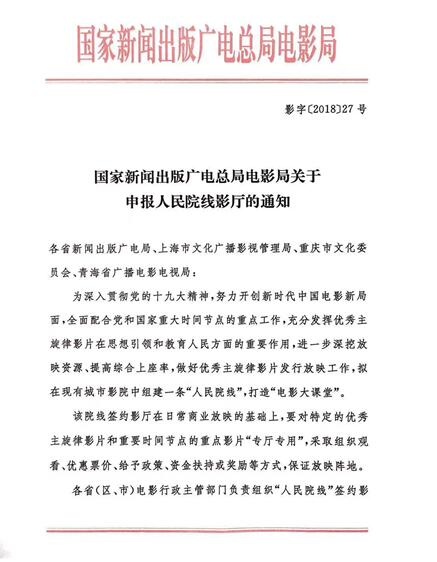 国家新闻出版广电总局电影局
影字〔2018〕27 号
国家新闻出版广电总局电影局关于
申报人民院线影厅的通知
各省新闻出版广电局、上海市文化广播影视管理局、重庆市文化委
员会、青海省广播电影电视局：
为深入贯彻党的十九大精神，努力开创新时代中国电影新局
面，全面配合党和国家重大时间节点的重点工作，充分发挥优秀主
旋律影片在思想引领和教育人民方面的重要作用，进一步深挖放
映资源、提高综合上座率，做好优秀主旋律影片发行放映工作，拟
在现有城市影院中组建一条“人民院线”，打造“电影大课堂”。
该院线签约影厅在日常商业放映的基础上，要对特定的优秀
主旋律影片和重要时间节点的重点影片“专厅专用”，采取组织观
看、优惠票价、给予政策、资金扶持或奖励等方式，保证放映阵地。
各省（区、市）电影行政主管部门负责组织“人民院线”签约影